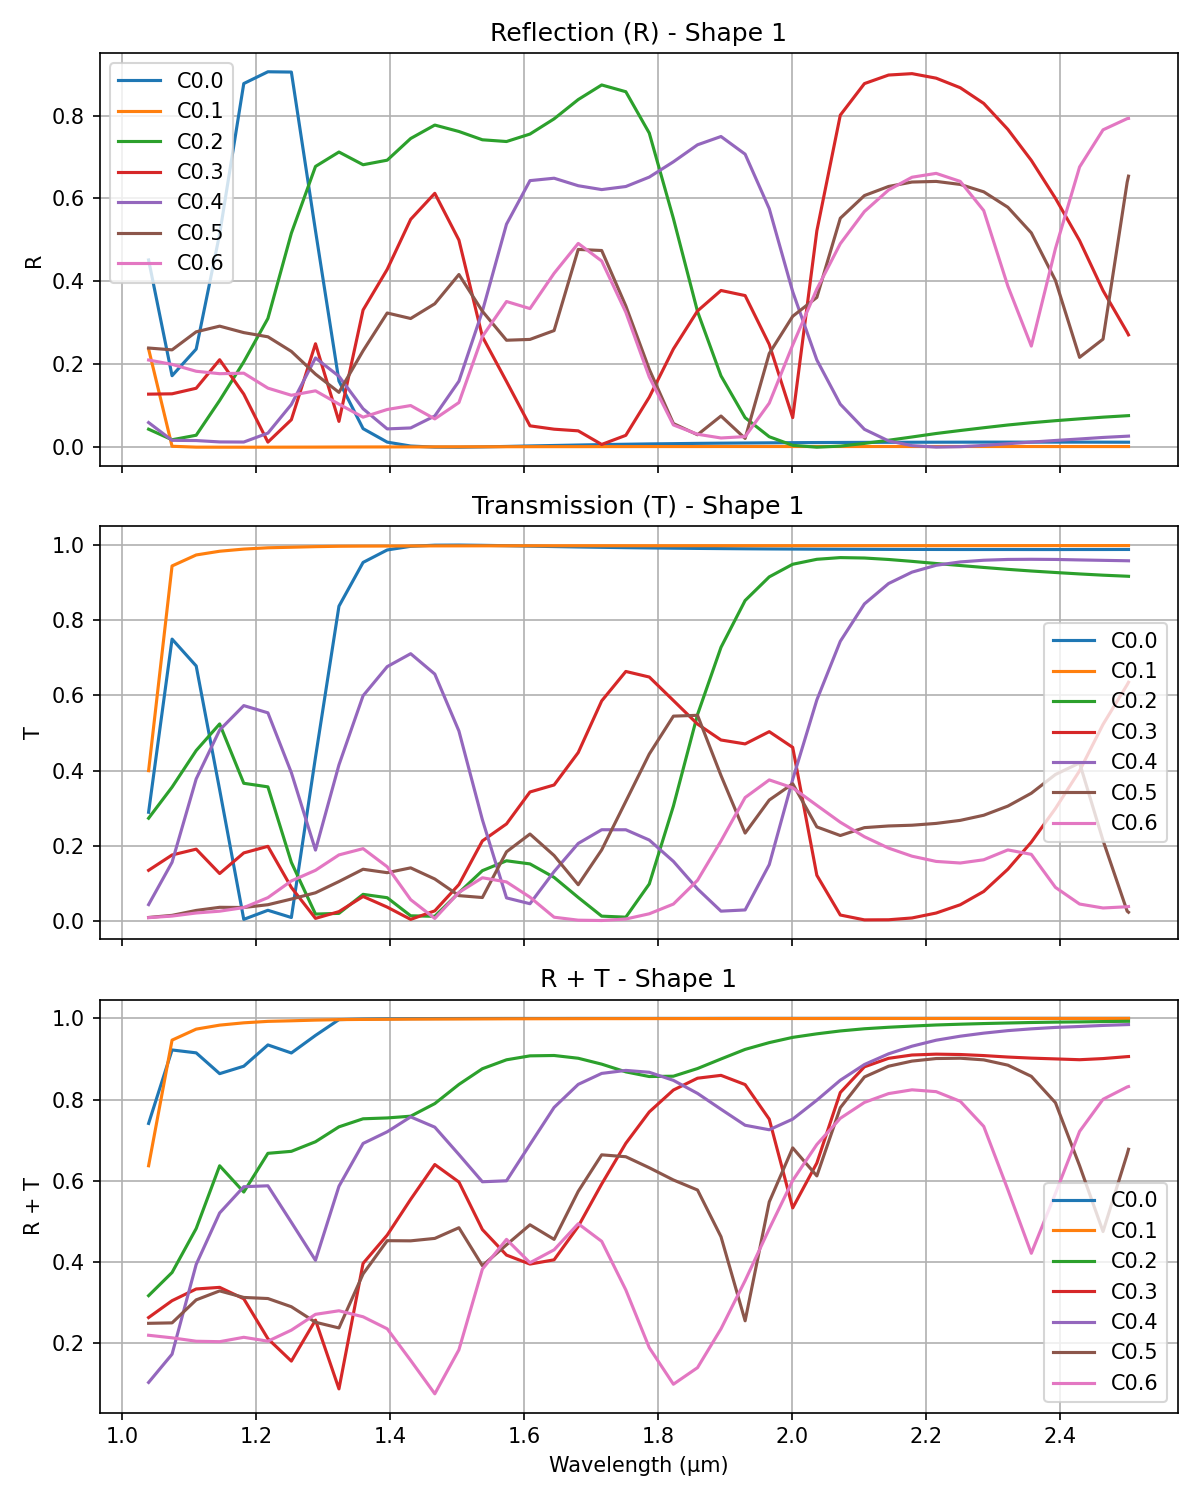 Reflection (R) - Shape 1
0.8
0.6
0.4
0.2
0.0
R
C0.0
C0.1
C0.2
C0.3
C0.4
C0.5
C0.6
Transmission (T) - Shape 1
1.0
0.8
0.6
0.4
0.2
0.0
T
C0.0
C0.1
C0.2
C0.3
C0.4
C0.5
C0.6
R + T - Shape 1
1.0
0.8
0.6
0.4
0.2
R + T
C0.0
C0.1
C0.2
C0.3
C0.4
C0.5
C0.6
1.0 1.2 1.4 1.6 1.8 2.0 2.2 2.4
Wavelength (μm)